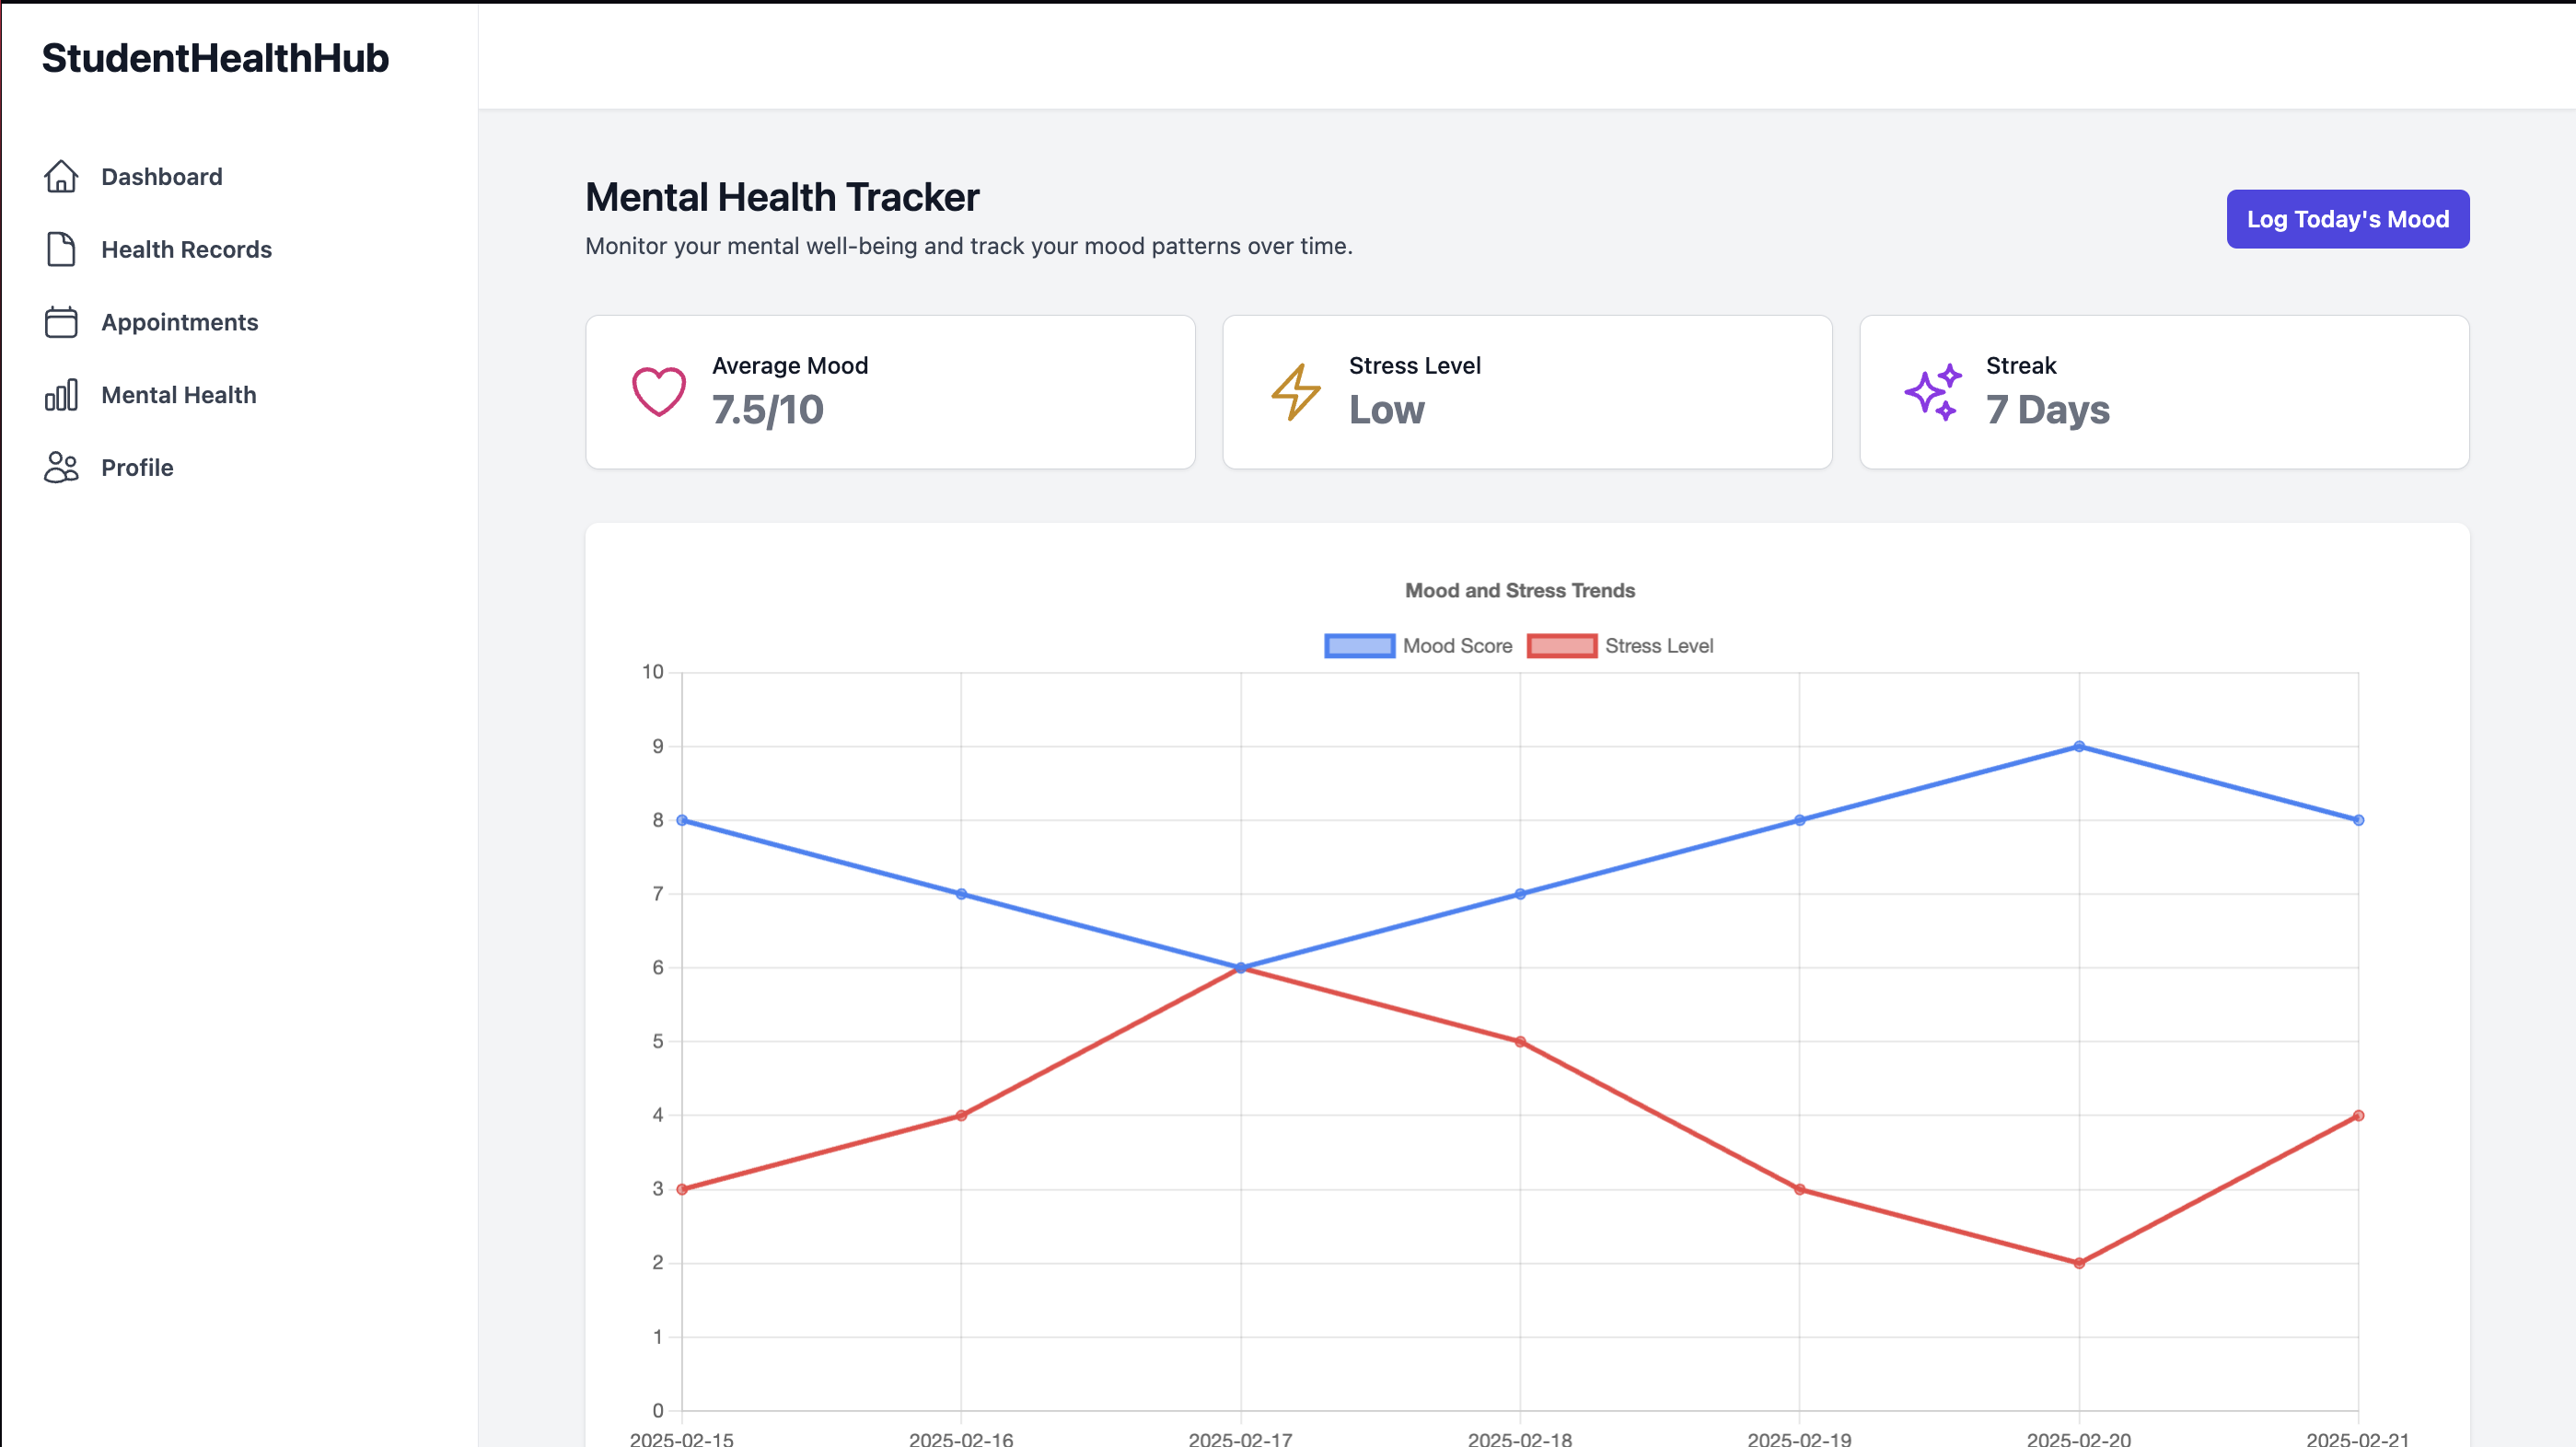 StudentHealthHub
Dashboard
Health Records
Appointments
Mental Health
Profile
Mental Health Tracker
Monitor your mental well-being and track your mood patterns over time.
Log Today's Mood
Average Mood
7.5/10
Stress Level
Low
Streak
7 Days
Mood and Stress Trends
Mood Score Stress Level
10
9
8
7
6
5
4
3
2
1
0
2025-02-15 2025-02-16 2025-02-17 2025-02-18 2025-02-19 2025-02-20 2025-02-21